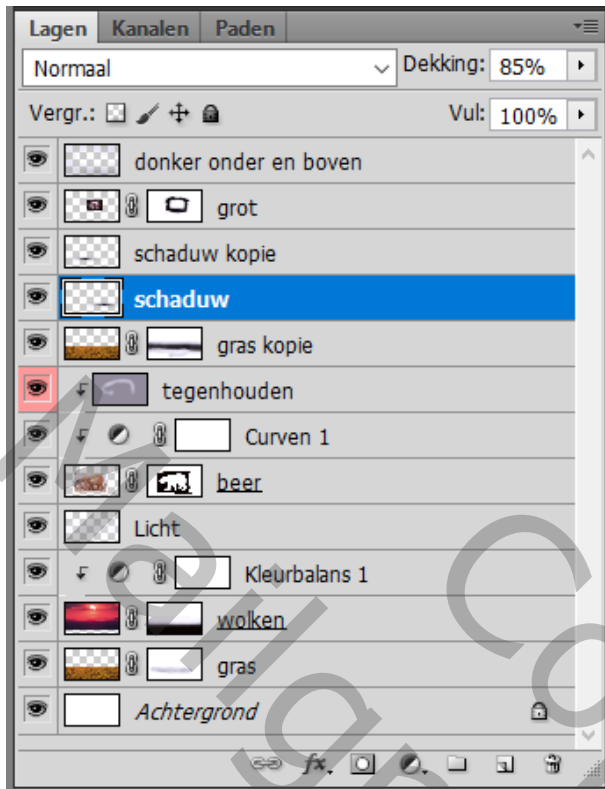 Lagen Kanalen Paden
Normaal Dekking: 85%
Vergr.: Vul: 100%
donker onder en boven
grot
schaduw kopie
schaduw
gras kopie
tegenhouden
Curven 1
beer
Licht
Kleurbalans 1
wolken
gras
Achtergrond
fx.